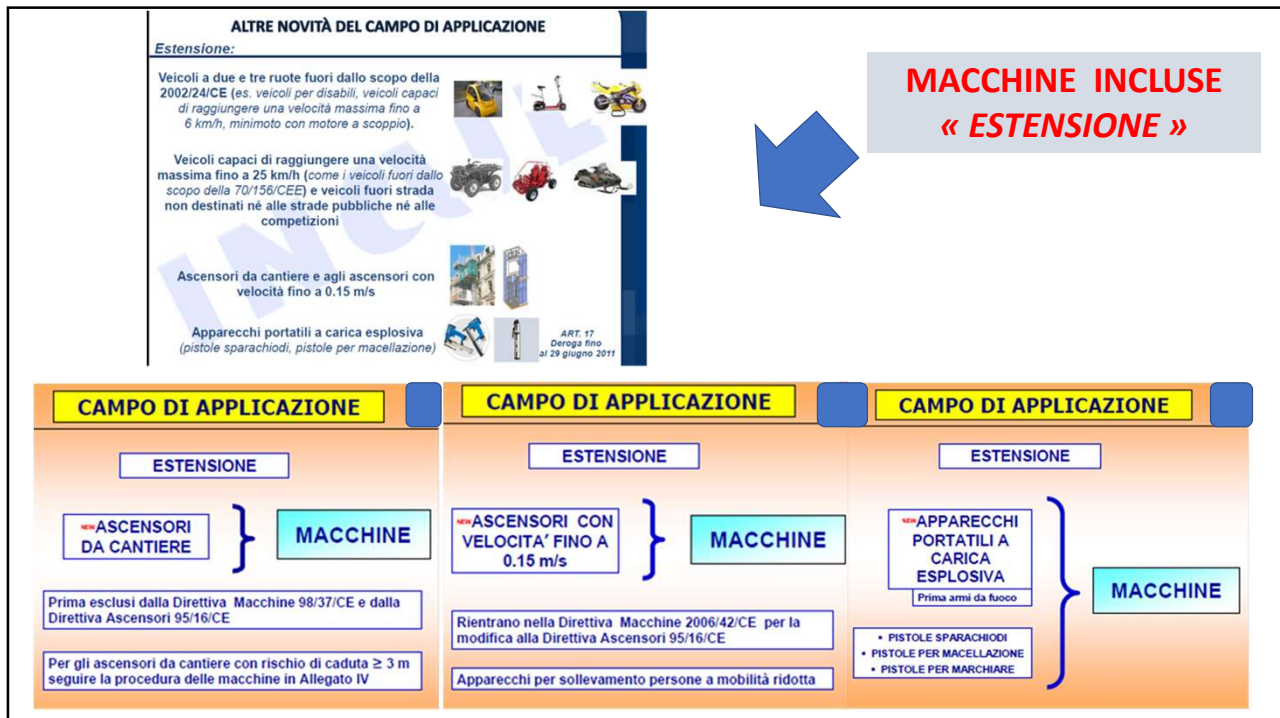 ALTRE NOVITÀ DEL CAMPO DI APPLICAZIONE
Estensione:
Veicoli a due e tre ruote fuori dallo scopo della
2002/24/CE (es. veicoli per disabili, veicoli capaci
di raggiungere una velocità massima fino a
6 km/h, minimoto con motore a scoppio).
Veicoli capaci di raggiungere una velocità
massima fino a 25 km/h (come i veicoli fuori dallo
scopo della 70/156/CEE) e veicoli fuori strada
non destinati né alle strade pubbliche né alle
competizioni
Ascensori da cantiere e agli ascensori con
velocità fino a 0.15 m/s
Apparecchi portatili a carica esplosiva
(pistole sparachiodi, pistole per macellazione)
ART. 17
Deroga fino
al 29 giugno 2011
MACCHINE INCLUSE
« ESTENSIONE »
CAMPO DI APPLICAZIONE
ESTENSIONE
NEW ASCENSORI
DA CANTIERE
MACCHINE
Prima esclusi dalla Direttiva Macchine 98/37/CE e dalla
Direttiva Ascensori 95/16/CE
Per gli ascensori da cantiere con rischio di caduta ≥ 3 m
seguire la procedura delle macchine in Allegato IV
CAMPO DI APPLICAZIONE
ESTENSIONE
NEW ASCENSORI CON
VELOCITA' FINO A
0.15 m/s
MACCHINE
Rientrano nella Direttiva Macchine 2006/42/CE per la
modifica alla Direttiva Ascensori 95/16/CE
Apparecchi per sollevamento persone a mobilità ridotta
CAMPO DI APPLICAZIONE
ESTENSIONE
NEW APPARECCHI
PORTATILI A
CARICA
ESPLOSIVA
Prima armi da fuoco
MACCHINE
• PISTOLE SPARACHIODI
• PISTOLE PER MACELLAZIONE
• PISTOLE PER MARCHIARE